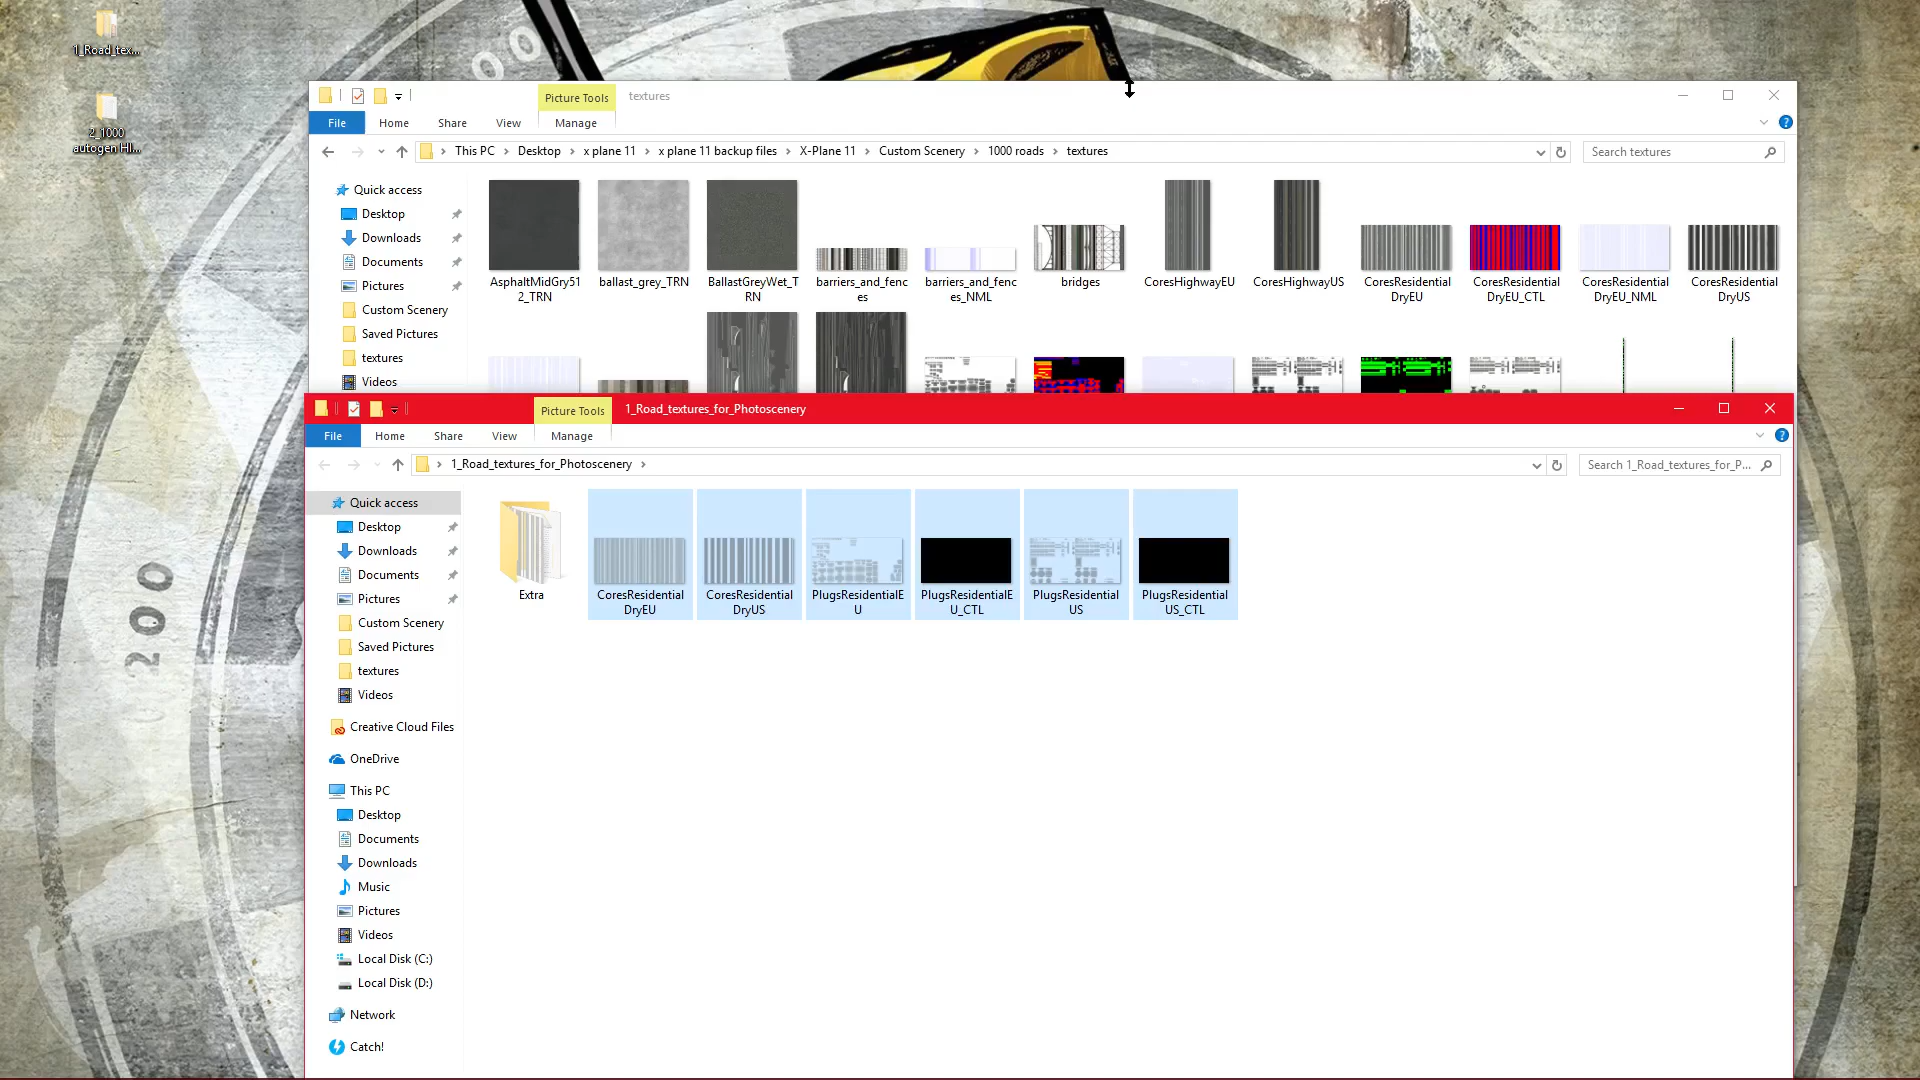 1_Road_tex...
2_1000
autogen HI...
00
200
Picture Tools
textures
File
Home
Share
View
Manage
This PC
Desktop
x plane 11
x plane 11 backup files
X-Plane 11
Custom Scenery
1000 roads
textures
Search textures
Quick access
Desktop
Downloads
Documents
Pictures
Custom Scenery
Saved Pictures
textures
Videos
AsphaltMidGry51
2_TRN
ballast_grey_TRN
BallastGreyWet_T
RN
barriers_and_fenc
es
barriers_and_fenc
es_NML
bridges
CoresHighwayEU
CoresHighwayUS
CoresResidential
DryEU
CoresResidential
DryEU_CTL
CoresResidential
DryEU_NML
CoresResidential
DryUS
Picture Tools
1_Road_textures_for_Photoscenery
File
Home
Share
View
Manage
1_Road_textures_for_Photoscenery
Search 1_Road_textures_for_P...
Quick access
Desktop
Downloads
Documents
Pictures
Custom Scenery
Saved Pictures
textures
Videos
Creative Cloud Files
OneDrive
This PC
Desktop
Documents
Downloads
Music
Pictures
Videos
Local Disk (C:)
Local Disk (D:)
Network
Catch!
Extra
CoresResidential
DryEU
CoresResidential
DryUS
PlugsResidentialE
U
PlugsResidentialE
U_CTL
PlugsResidential
US
PlugsResidential
US_CTL